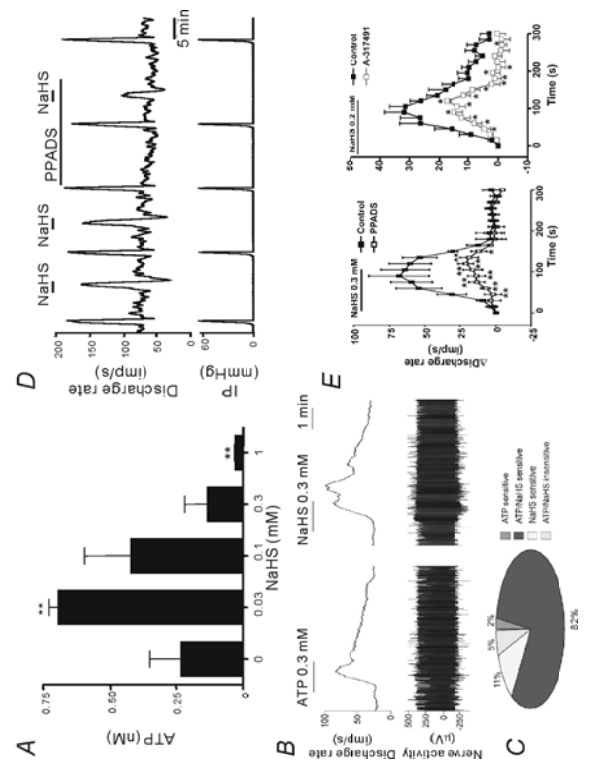 A
0.75
0.50
0.25
0
ATP (nM)
**
**
0
0.03
0.1
0.3
1
NaHS (mM)
B
ATP 0.3 mM
NaHS 0.3 mM
1 min
100
50
0
Discharge rate
(imp/s)
500
250
0
-250
Nerve activity
(µV)
C
2%
5%
11%
82%
ATP sensitive
ATP/NaHS sensitive
NaHS sensitive
ATP/NaHS insensitive
D
NaHS
NaHS
PPADS
NaHS
5 min
200
150
100
50
0
Discharge rate
(imp/s)
60
0
IP
(mmHg)
E
NaHS 0.3 mM
Control
PPADS
100
75
50
25
0
-25
ΔDischarge rate
(imp/s)
0
100
200
300
Time (s)
NaHS 0.2 mM
Control
A-317491
50
40
30
20
10
0
-10
0
100
200
300
Time (s)